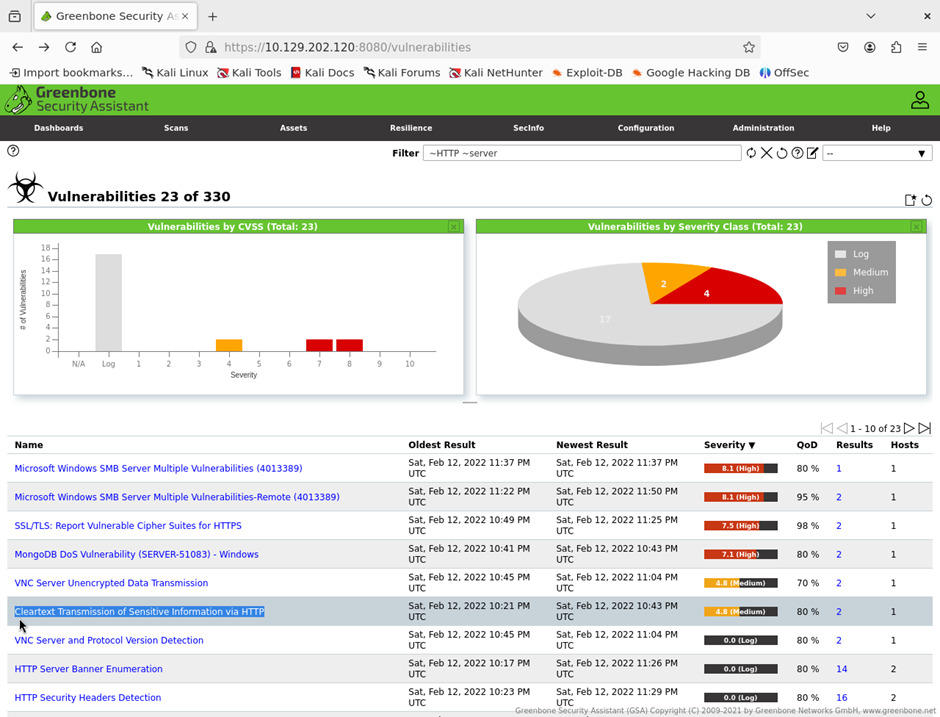 Greenbone Security As
https://10.129.202.120:8080/vulnerabilities
Import bookmarks... Kali Linux Kali Tools Kali Docs Kali Forums Kali NetHunter Exploit-DB Google Hacking DB OffSec
Greenbone
Security Assistant
Dashboards Scans Assets Resilience SecInfo Configuration Administration Help
Filter ~HTTP ~server --
Vulnerabilities 23 of 330
Vulnerabilities by CVSS (Total: 23)
# of Vulnerabilities
18
16
14
12
10
8
6
4
2
0
N/A Log 1 2 3 4 5 6 7 8 9 10
Severity
Vulnerabilities by Severity Class (Total: 23)
2
4
17
Log
Medium
High
1 - 10 of 23
Name Oldest Result Newest Result Severity ▼ QoD Results Hosts
Microsoft Windows SMB Server Multiple Vulnerabilities (4013389) Sat, Feb 12, 2022 11:37 PM UTC Sat, Feb 12, 2022 11:37 PM UTC 8.1 (High) 80 % 1 1
Microsoft Windows SMB Server Multiple Vulnerabilities-Remote (4013389) Sat, Feb 12, 2022 11:22 PM UTC Sat, Feb 12, 2022 11:50 PM UTC 8.1 (High) 95 % 2 1
SSL/TLS: Report Vulnerable Cipher Suites for HTTPS Sat, Feb 12, 2022 10:49 PM UTC Sat, Feb 12, 2022 11:25 PM UTC 7.5 (High) 98 % 2 1
MongoDB DoS Vulnerability (SERVER-51083) - Windows Sat, Feb 12, 2022 10:41 PM UTC Sat, Feb 12, 2022 10:43 PM UTC 7.1 (High) 80 % 2 1
VNC Server Unencrypted Data Transmission Sat, Feb 12, 2022 10:45 PM UTC Sat, Feb 12, 2022 11:04 PM UTC 4.8 (Medium) 70 % 2 1
Cleartext Transmission of Sensitive Information via HTTP Sat, Feb 12, 2022 10:21 PM UTC Sat, Feb 12, 2022 10:43 PM UTC 4.8 (Medium) 80 % 2 1
VNC Server and Protocol Version Detection Sat, Feb 12, 2022 10:45 PM UTC Sat, Feb 12, 2022 11:04 PM UTC 0.0 (Log) 80 % 2 1
HTTP Server Banner Enumeration Sat, Feb 12, 2022 10:17 PM UTC Sat, Feb 12, 2022 11:26 PM UTC 0.0 (Log) 80 % 14 2
HTTP Security Headers Detection Sat, Feb 12, 2022 10:23 PM UTC Sat, Feb 12, 2022 11:29 PM UTC 0.0 (Log) 80 % 16 2
Greenbone Security Assistant (GSA) Copyright (C) 2009-2021 by Greenbone Networks GmbH, www.greenbone.net